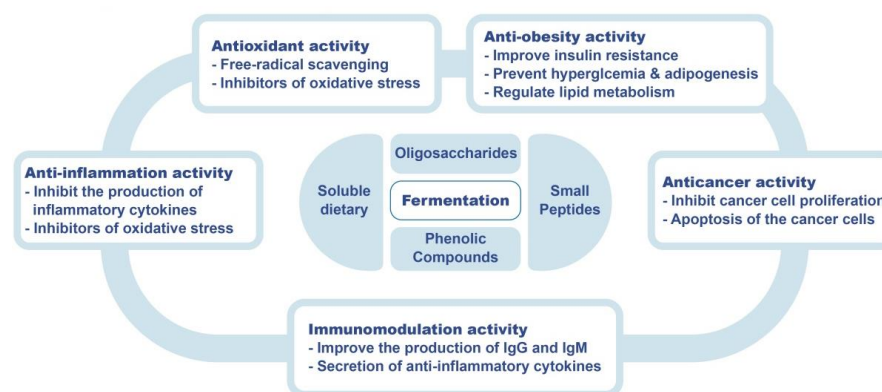 Antioxidant activity
- Free-radical scavenging
- Inhibitors of oxidative stress
Anti-obesity activity
- Improve insulin resistance
- Prevent hyperglcemia & adipogenesis
- Regulate lipid metabolism
Anti-inflammation activity
- Inhibit the production of
inflammatory cytokines
- Inhibitors of oxidative stress
Soluble
dietary
Oligosaccharides
Fermentation
Phenolic
Compounds
Small
Peptides
Anticancer activity
- Inhibit cancer cell proliferation
- Apoptosis of the cancer cells
Immunomodulation activity
- Improve the production of IgG and IgM
- Secretion of anti-inflammatory cytokines